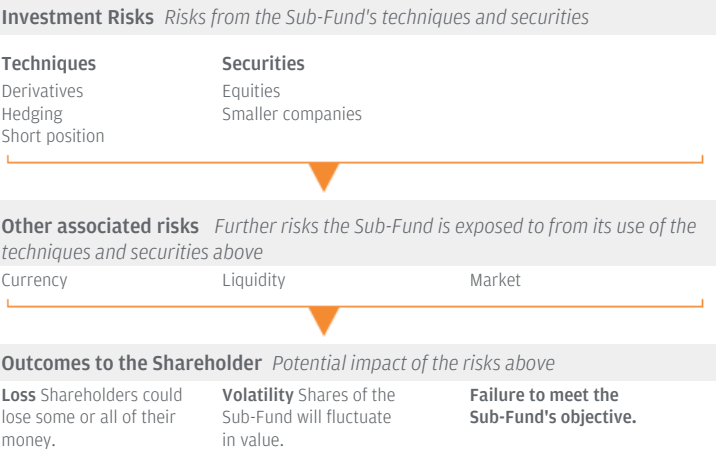 Investment Risks Risks from the Sub-Fund's techniques and securities
Techniques
Derivatives
Hedging
Short position
Securities
Equities
Smaller companies
Other associated risks Further risks the Sub-Fund is exposed to from its use of the
techniques and securities above
Currency
Liquidity
Market
Outcomes to the Shareholder Potential impact of the risks above
Loss Shareholders could
lose some or all of their
money.
Volatility Shares of the
Sub-Fund will fluctuate
in value.
Failure to meet the
Sub-Fund's objective.